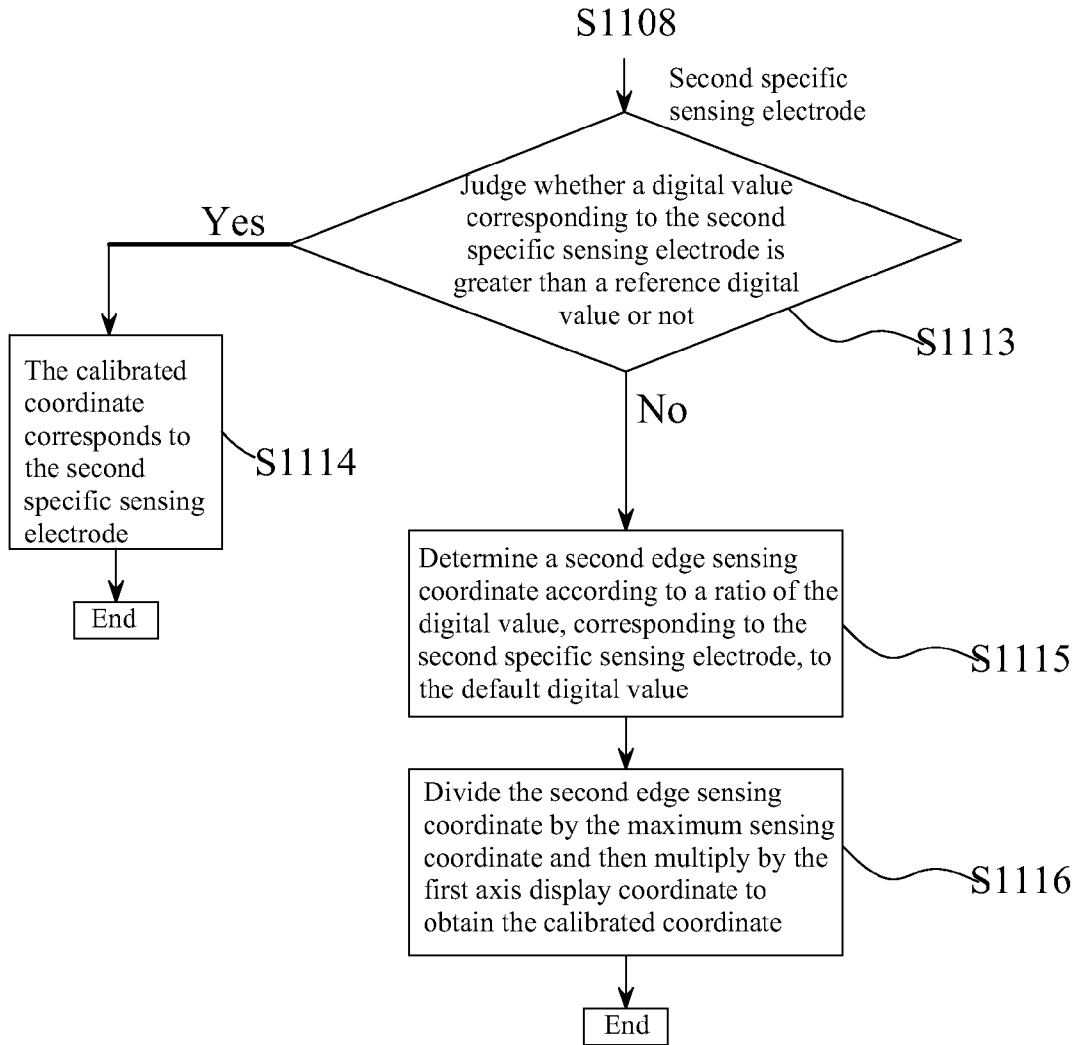 S1108
Second specific
sensing electrode
Judge whether a digital value
corresponding to the second
specific sensing electrode is
greater than a reference digital
value or not
Yes
S1113
No
The calibrated
coordinate
corresponds to
the second
specific sensing
electrode
S1114
End
Determine a second edge sensing
coordinate according to a ratio of the
digital value, corresponding to the
second specific sensing electrode, to
the default digital value
S1115
Divide the second edge sensing
coordinate by the maximum sensing
coordinate and then multiply by the
first axis display coordinate to
obtain the calibrated coordinate
S1116
End